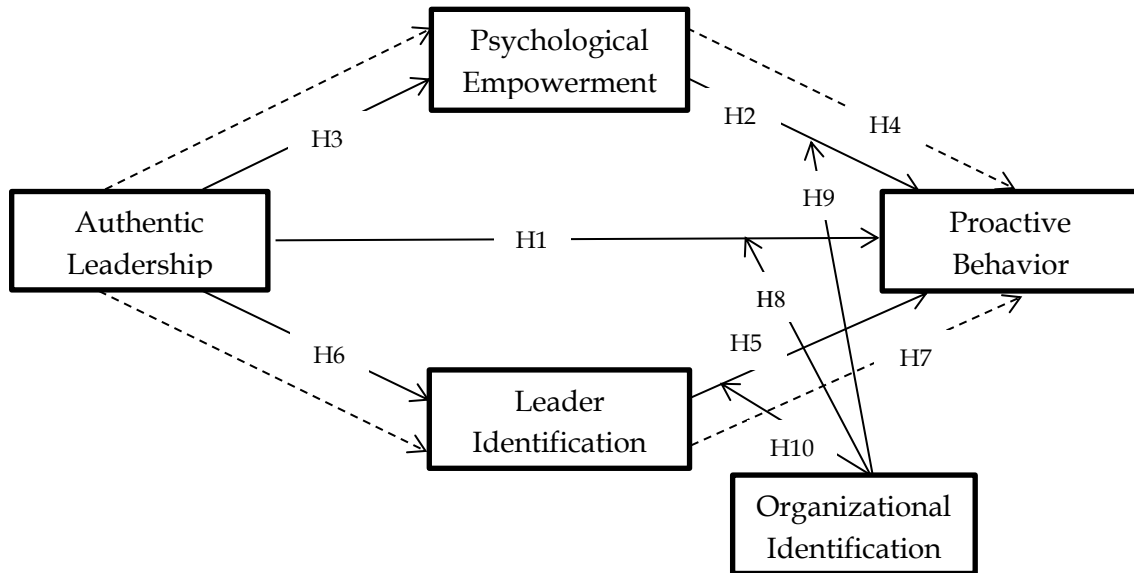 Psychological
Empowerment
H2
H4
H3
H9
Authentic
Leadership
Proactive
Behavior
H1
H8
H5
H6
H7
Leader
Identification
H10
Organizational
Identification